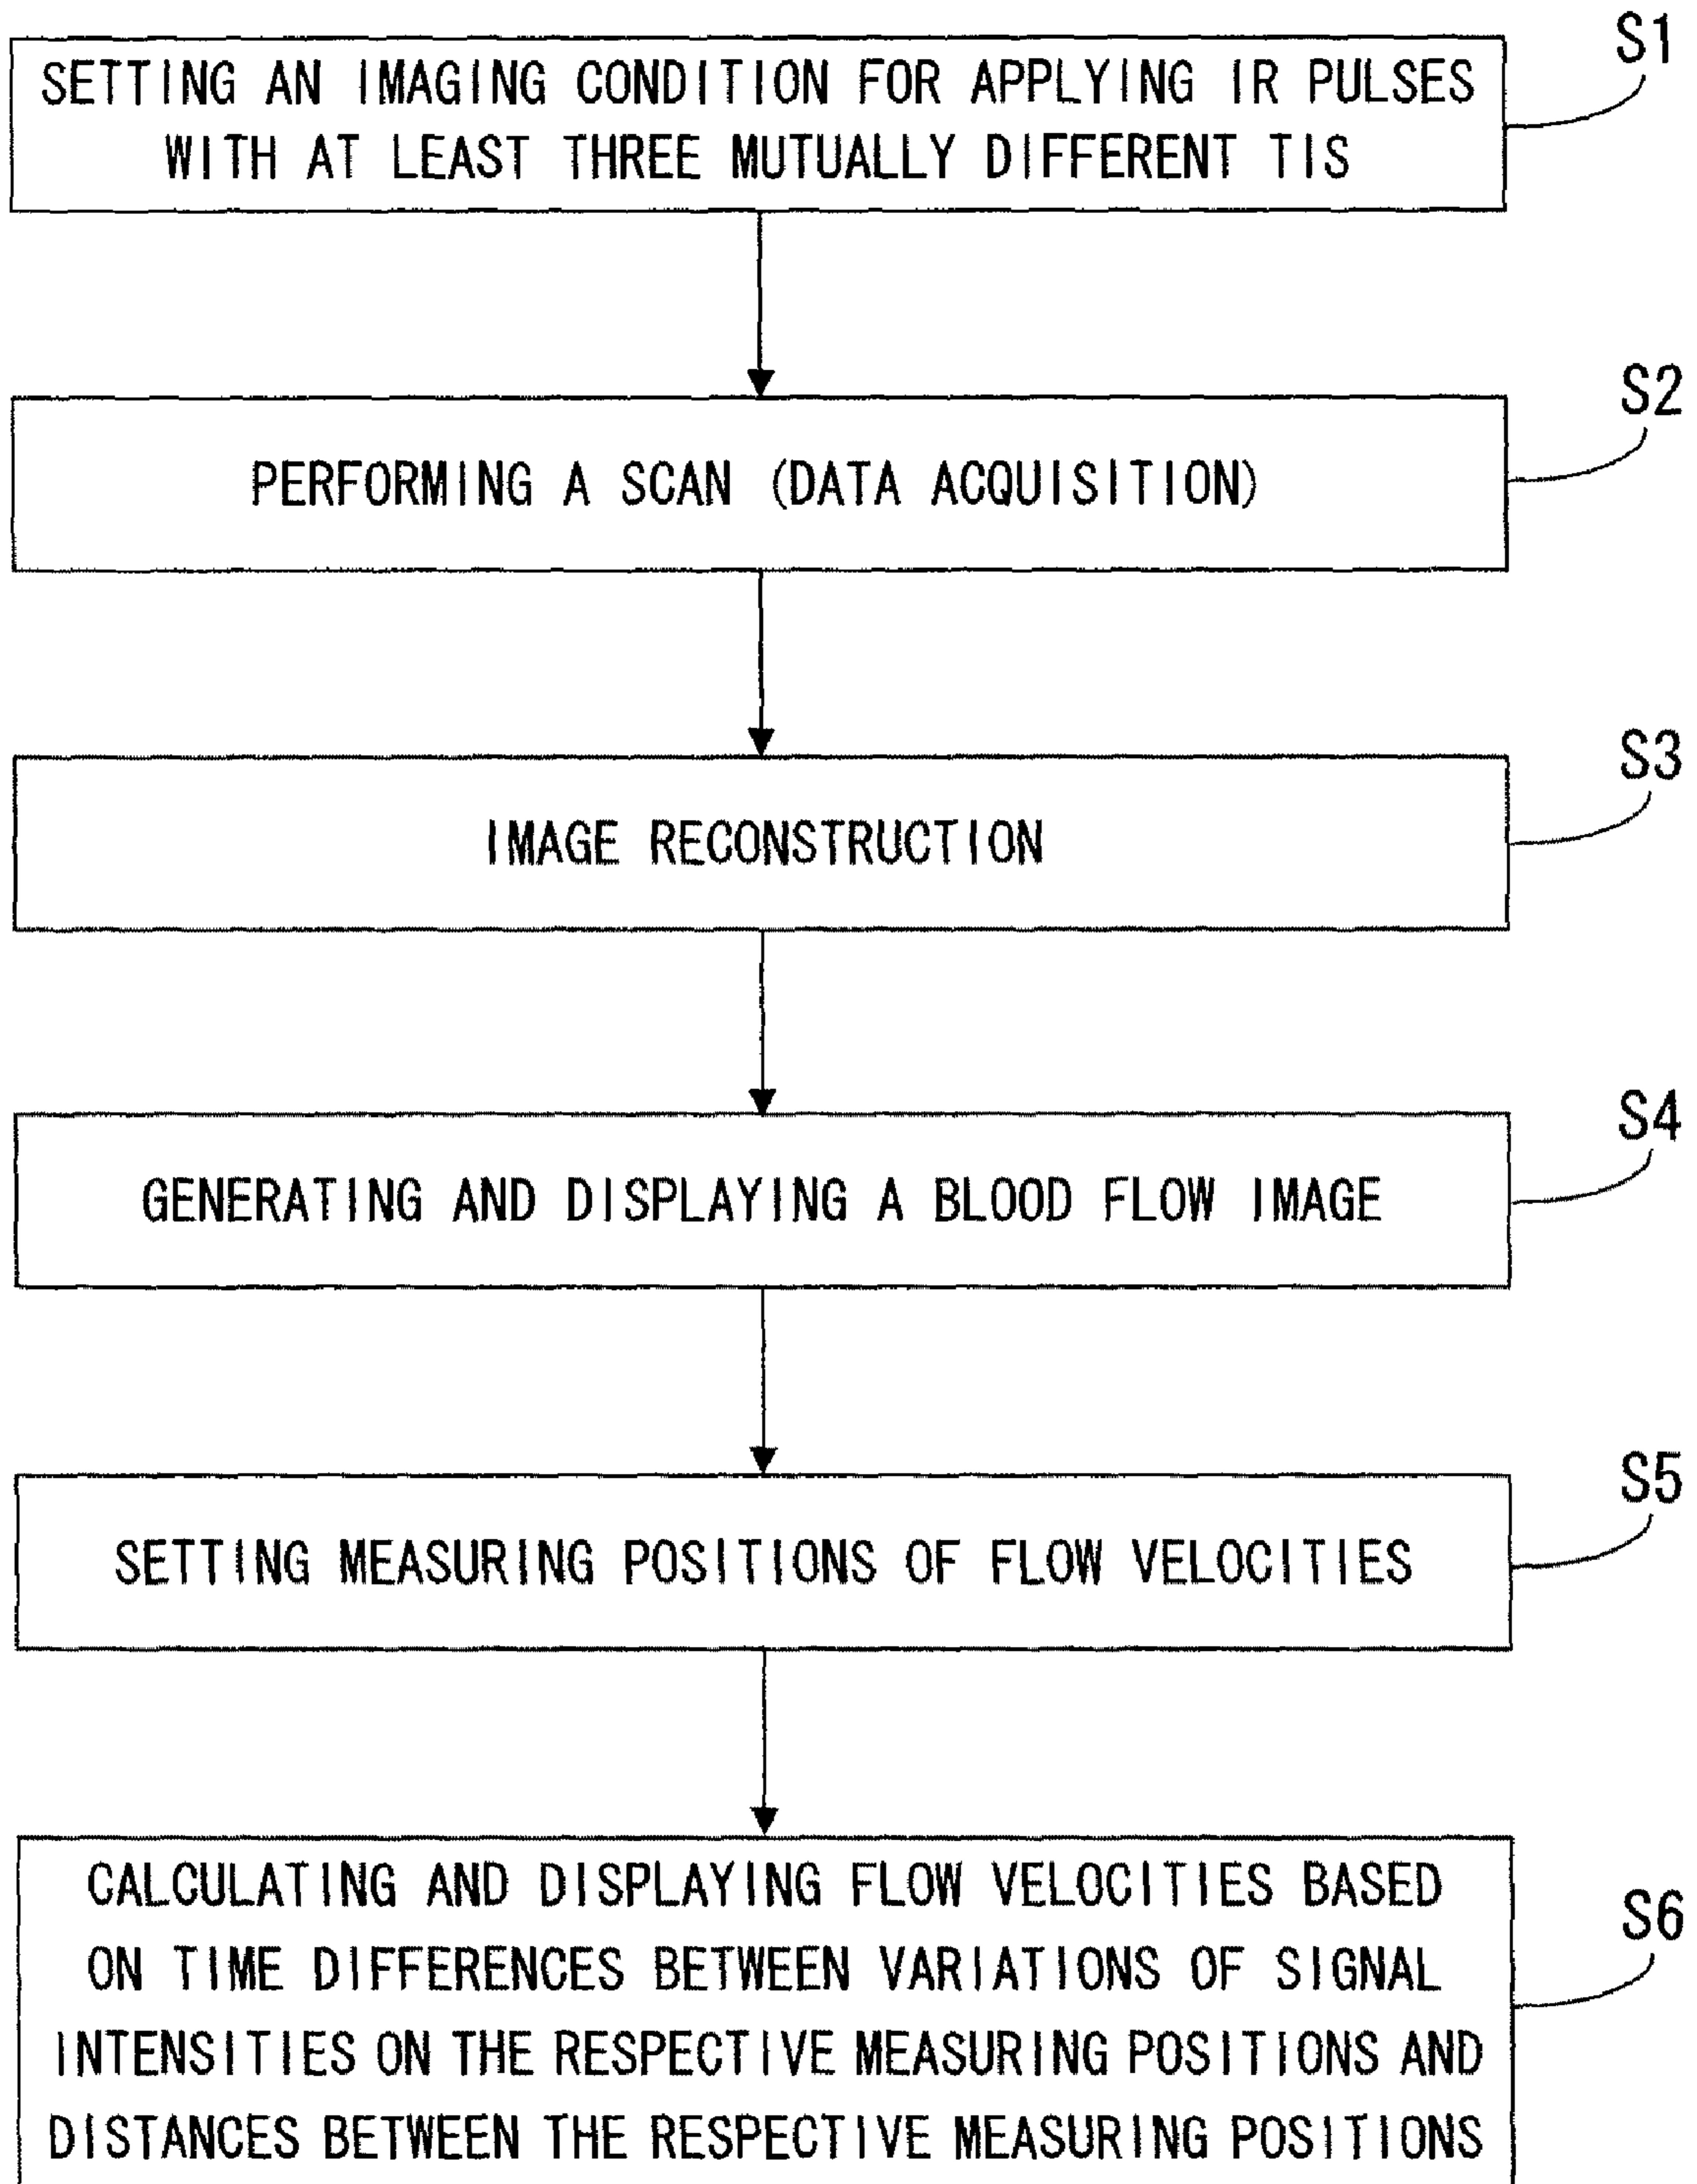 S1
SETTING AN IMAGING CONDITION FOR APPLYING IR PULSES
WITH AT LEAST THREE MUTUALLY DIFFERENT TIS
S2
PERFORMING A SCAN (DATA ACQUISITION)
S3
IMAGE RECONSTRUCTION
S4
GENERATING AND DISPLAYING A BLOOD FLOW IMAGE
S5
SETTING MEASURING POSITIONS OF FLOW VELOCITIES
S6
CALCULATING AND DISPLAYING FLOW VELOCITIES BASED
ON TIME DIFFERENCES BETWEEN VARIATIONS OF SIGNAL
INTENSITIES ON THE RESPECTIVE MEASURING POSITIONS AND
DISTANCES BETWEEN THE RESPECTIVE MEASURING POSITIONS